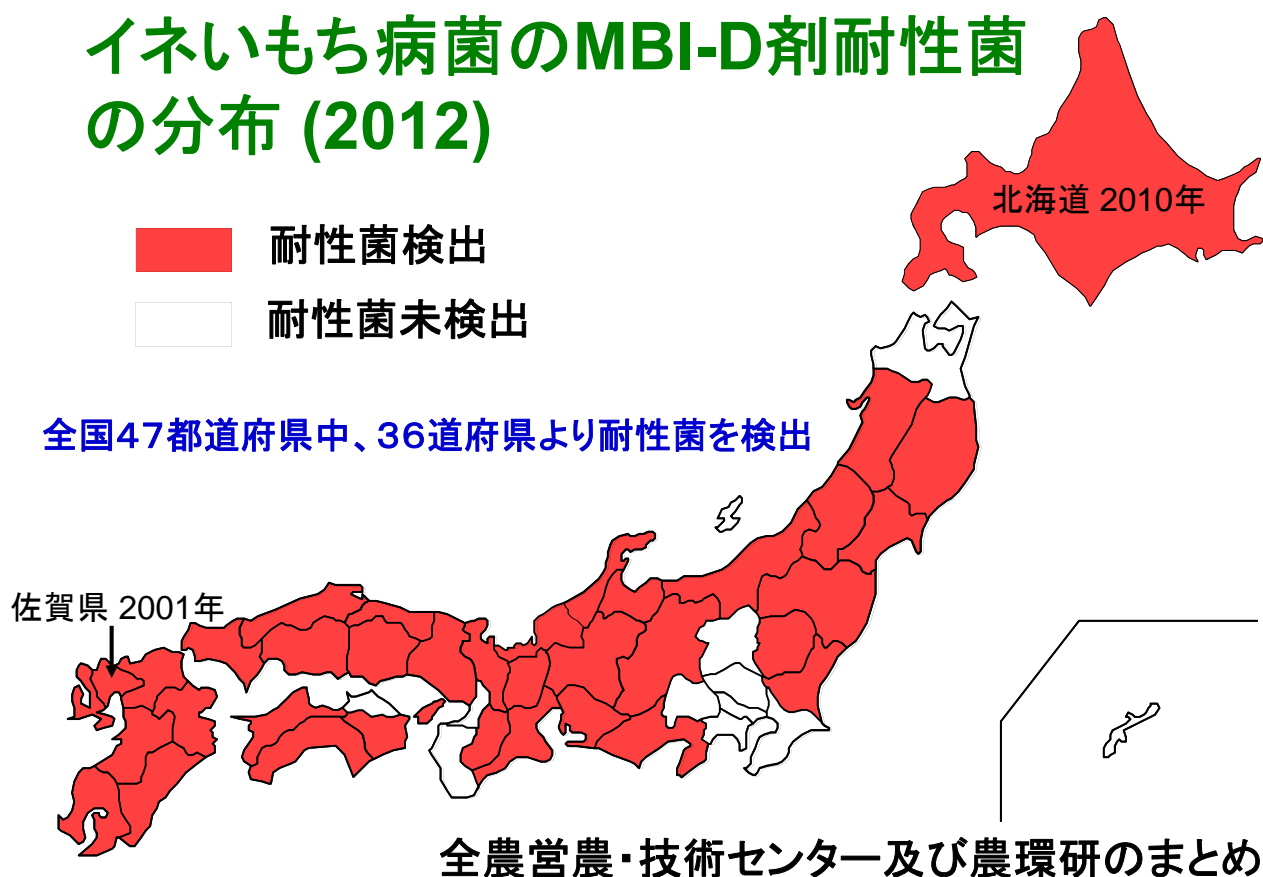 イネいもち病菌のMBI-D剤耐性菌
の分布 (2012)
北海道 2010年
耐性菌検出
耐性菌未検出
全国４７都道府県中、３６道府県より耐性菌を検出
佐賀県 2001年
全農営農・技術センター及び農環研のまとめ